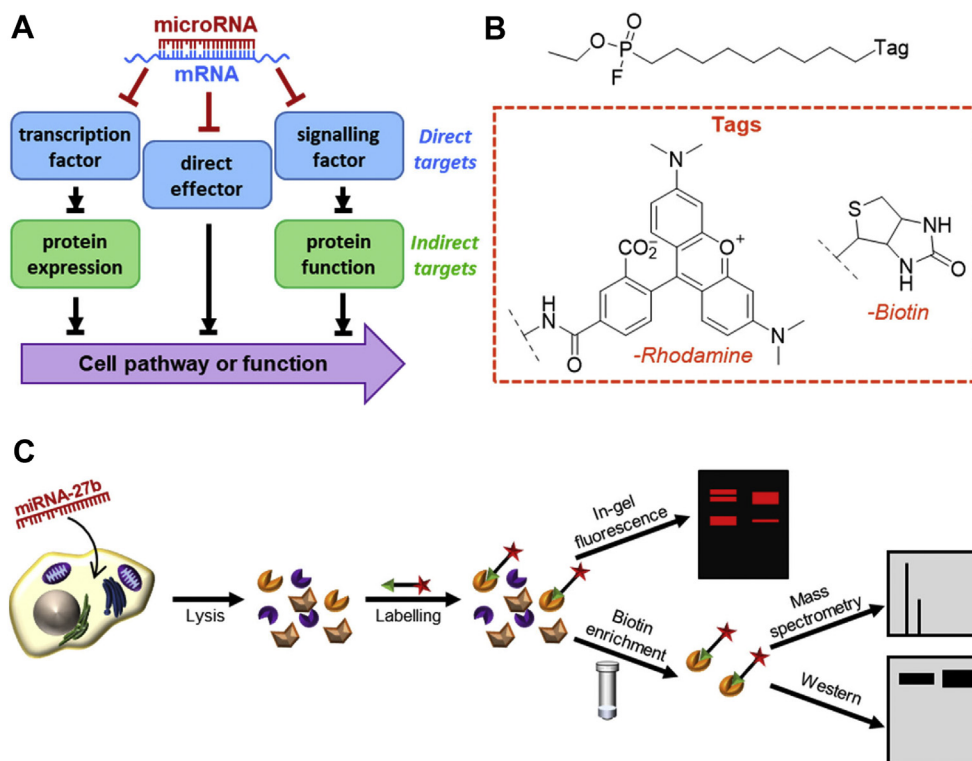 A
microRNA
mRNA
transcription
factor
direct
effector
signalling
factor
Direct
targets
protein
expression
protein
function
Indirect
targets
Cell pathway or function
B
O
O
P
F
Tag
Tags
N
CO2−
O+
N
H
N
O
-Rhodamine
S
NH
N
H
O
-Biotin
C
miRNA-27b
Lysis
Labelling
In-gel
fluorescence
Biotin
enrichment
Mass
spectrometry
Western